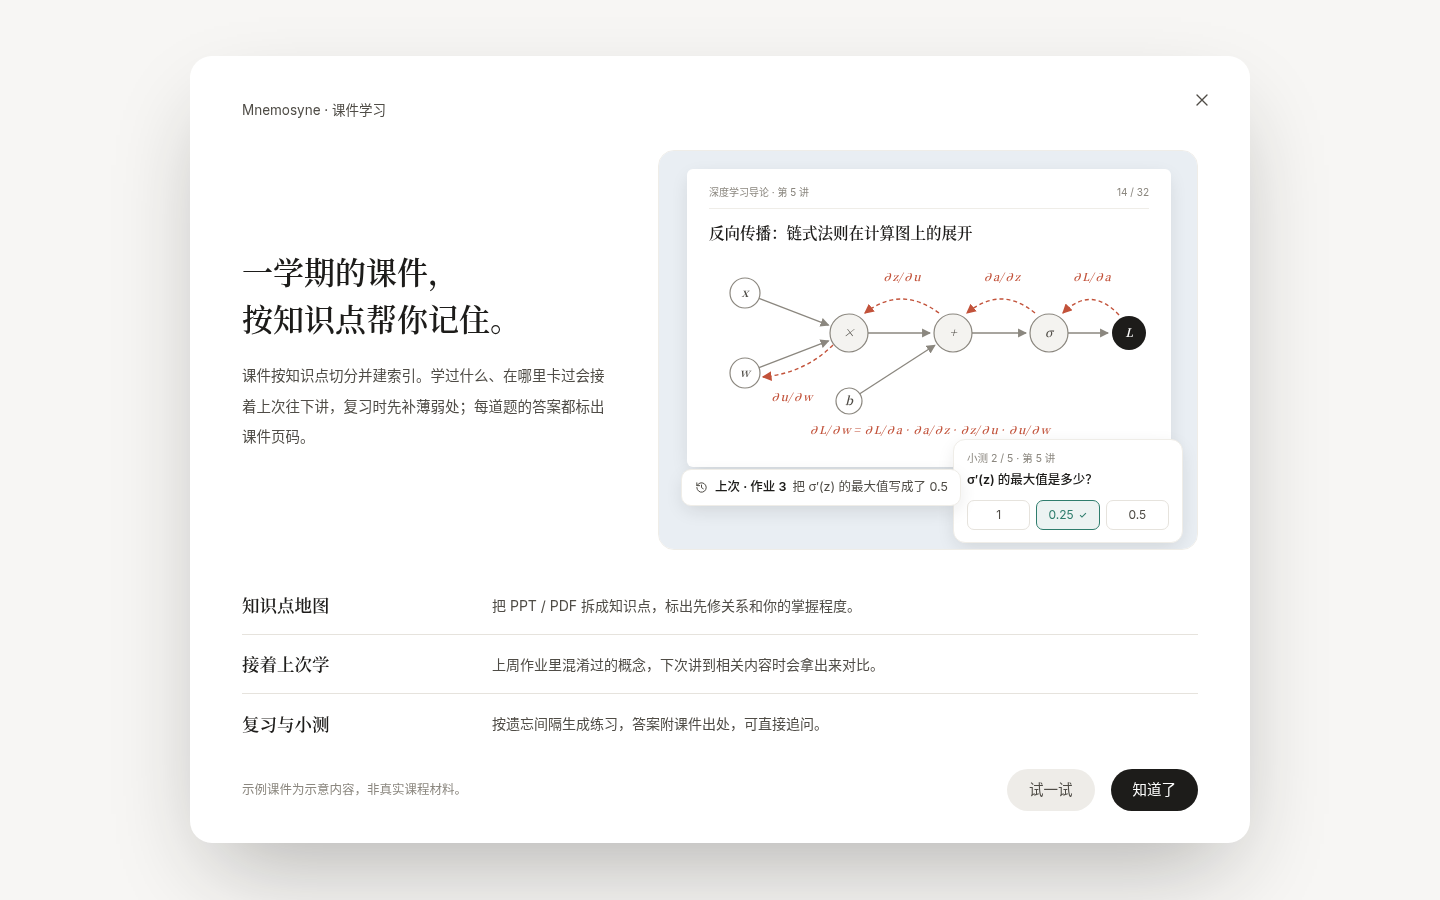 Mnemosyne · 课件学习
一学期的课件，
按知识点帮你记住。
课件按知识点切分并建索引。学过什么、在哪里卡过会接
着上次往下讲，复习时先补薄弱处；每道题的答案都标出
课件页码。
深度学习导论 · 第 5 讲
14 / 32
反向传播：链式法则在计算图上的展开
∂z/∂u
∂a/∂z
∂L/∂a
x
×
+
σ
L
w
∂u/∂w
b
∂L/∂w = ∂L/∂a · ∂a/∂z · ∂z/∂u · ∂u/∂w
上次 · 作业 3 把 σ′(z) 的最大值写成了 0.5
小测 2 / 5 · 第 5 讲
σ′(z) 的最大值是多少？
1
0.25 ✓
0.5
知识点地图
把 PPT / PDF 拆成知识点，标出先修关系和你的掌握程度。
接着上次学
上周作业里混淆过的概念，下次讲到相关内容时会拿出来对比。
复习与小测
按遗忘间隔生成练习，答案附课件出处，可直接追问。
示例课件为示意内容，非真实课程材料。
试一试
知道了